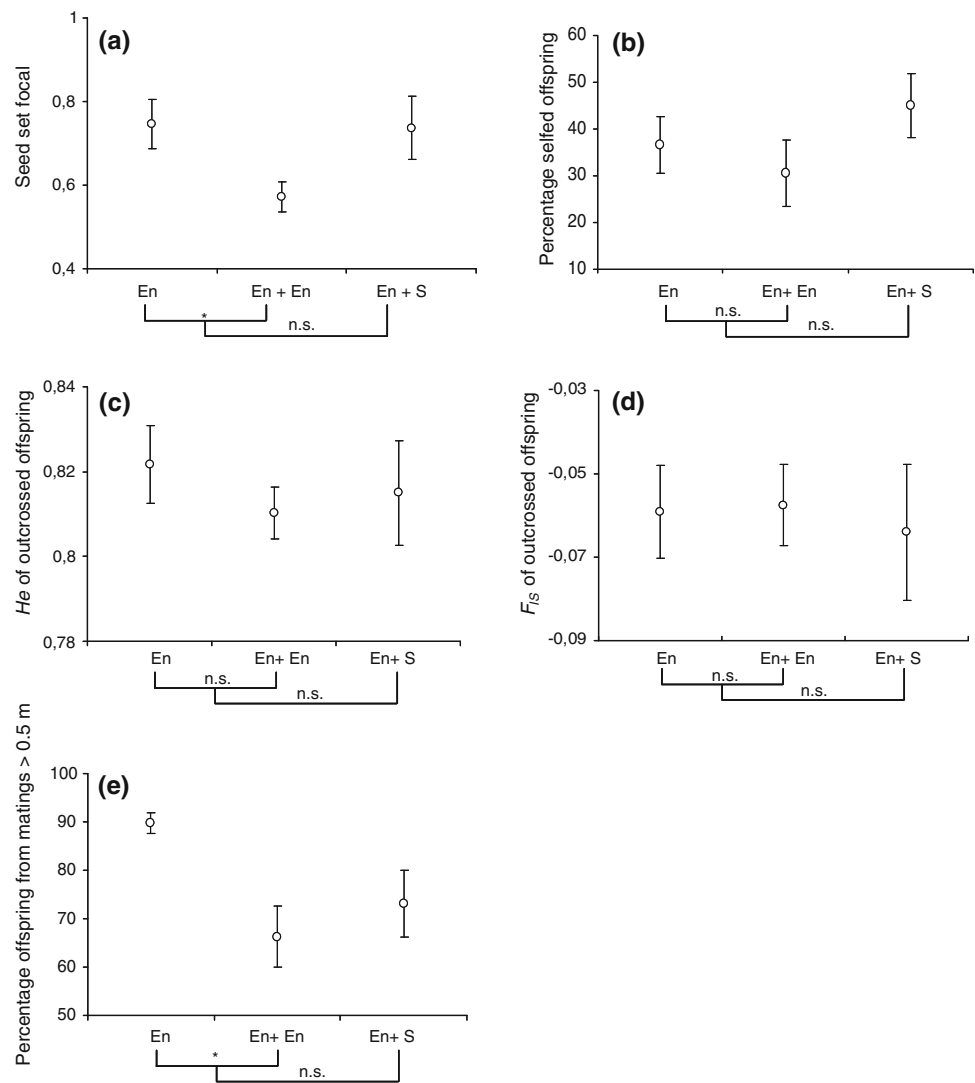 (a)
Seed set focal
1
0,8
0,6
0,4
En
En + En
En + S
*
n.s.
(b)
Percentage selfed offspring
60
50
40
30
20
10
En
En+ En
En+ S
n.s.
n.s.
(c)
He of outcrossed offspring
0,84
0,82
0,8
0,78
En
En+ En
En+ S
n.s.
n.s.
(d)
FIS of outcrossed offspring
-0,03
-0,05
-0,07
-0,09
En
En+ En
En+ S
n.s.
n.s.
(e)
Percentage offspring from matings > 0.5 m
100
90
80
70
60
50
En
En+ En
En+ S
*
n.s.